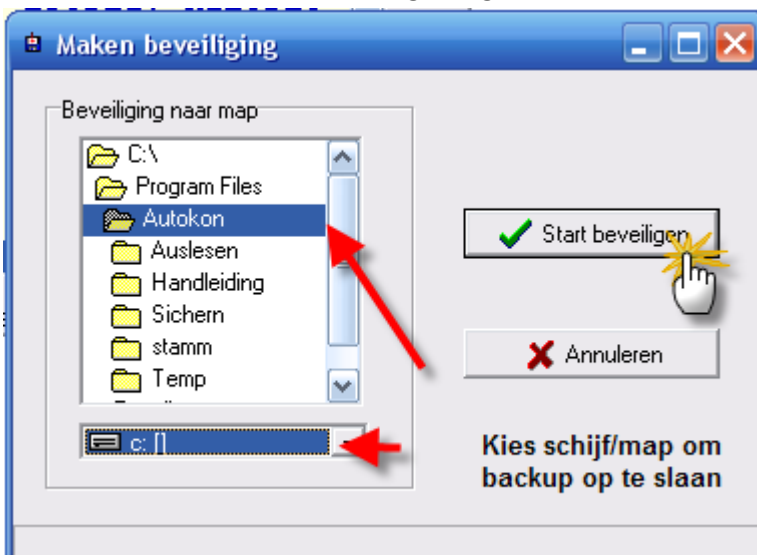 Maken beveiliging
Beveiliging naar map
C:\
Program Files
Autokon
Auslesen
Handleiding
Sichern
stamm
Temp
c: []
Start beveiligen
Annuleren
Kies schijf/map om
backup op te slaan